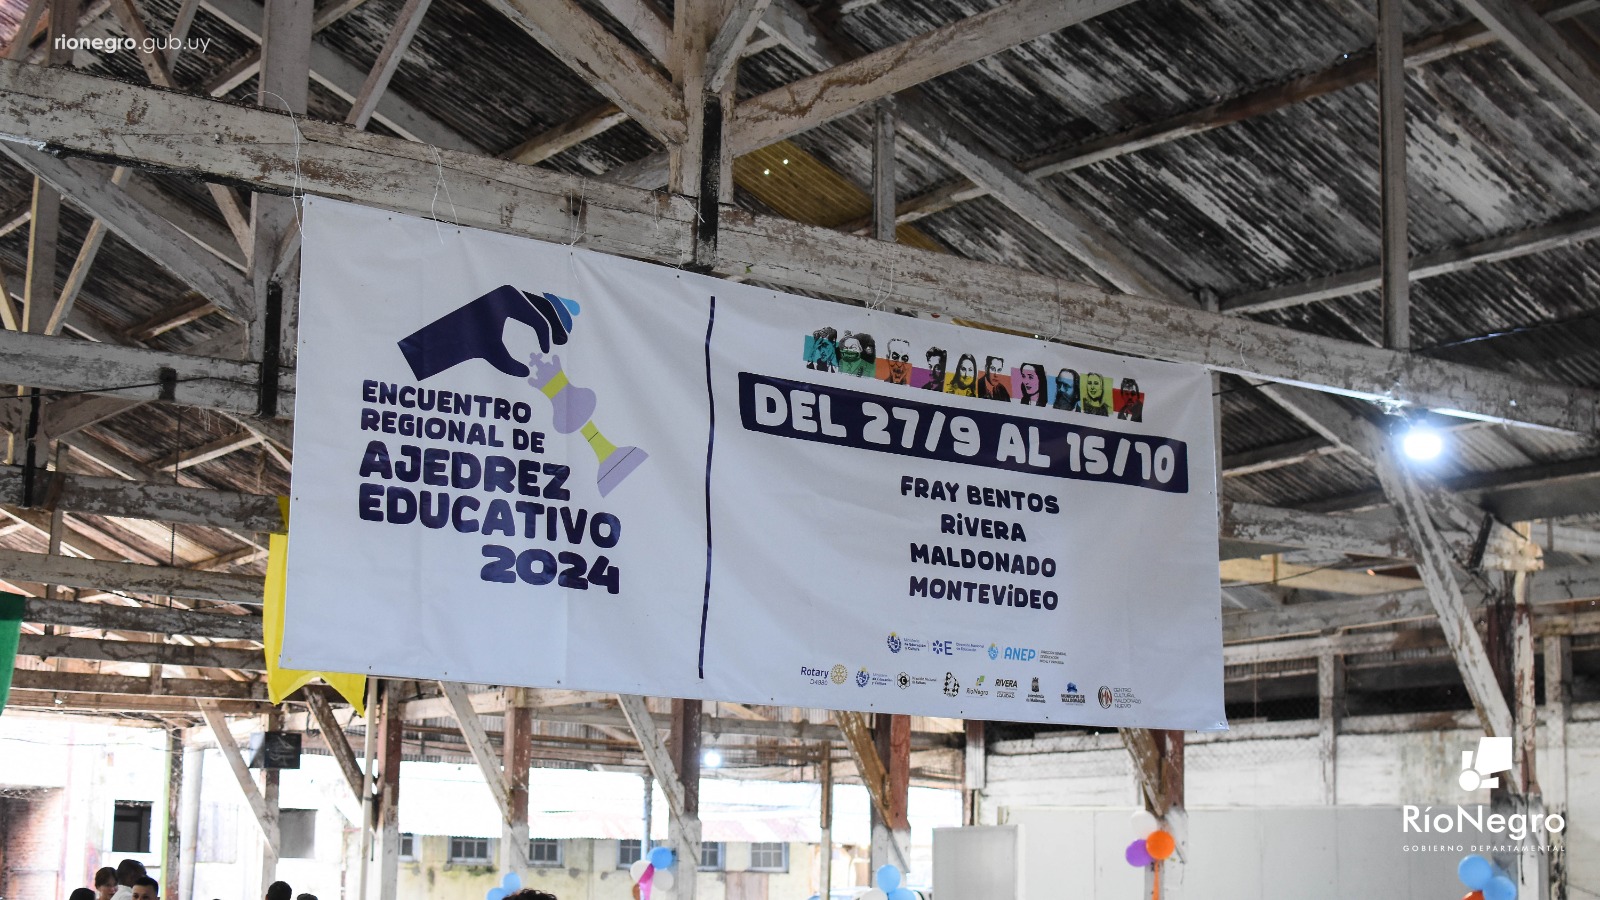 rionegro.gub.uy
ENCUENTRO
REGIONAL DE
AJEDREZ
EDUCATIVO
2024
DEL 27/9 AL 15/10
FRAY BENTOS
RiVERA
MALDONADO
MONTEViDEO
ANEP
Rotary
RíoNegro
RIVERA
RíoNegro
GOBIERNO DEPARTAMENTAL